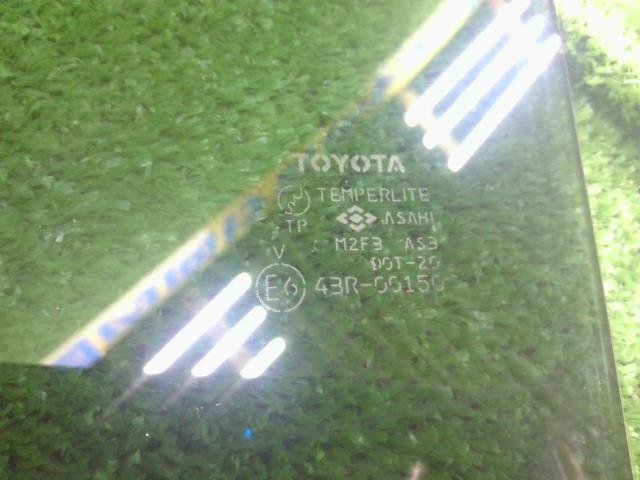 TOYOTA
TEMPERLITE
TP
ASAHI
M2F3 AS3
DOT-20
V
E6 43R-00150